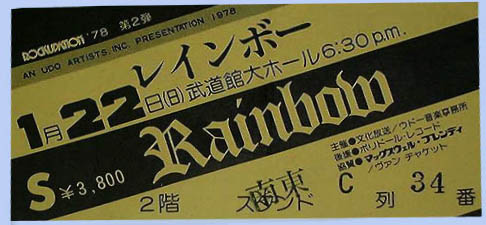 ROCKUPATION '78 第2弾
AN UDO ARTISTS, INC. PRESENTATION 1978
レインボー
1月22日(日)武道館大ホール6:30p.m.
Rainbow
主催●文化放送/ウドー音楽事務所
後援●ポリドール・レコード
協賛●マックスウェル・ブレンディ
/ヴァン ヂャケット
S ¥3,800
2階 スタンド 南東 C 列 34 番